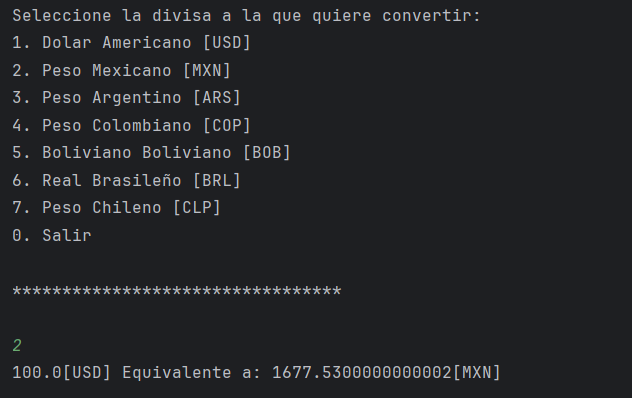 Seleccione la divisa a la que quiere convertir:
1. Dolar Americano [USD]
2. Peso Mexicano [MXN]
3. Peso Argentino [ARS]
4. Peso Colombiano [COP]
5. Boliviano Boliviano [BOB]
6. Real Brasileño [BRL]
7. Peso Chileno [CLP]
0. Salir
*********************************
2
100.0[USD] Equivalente a: 1677.5300000000002[MXN]